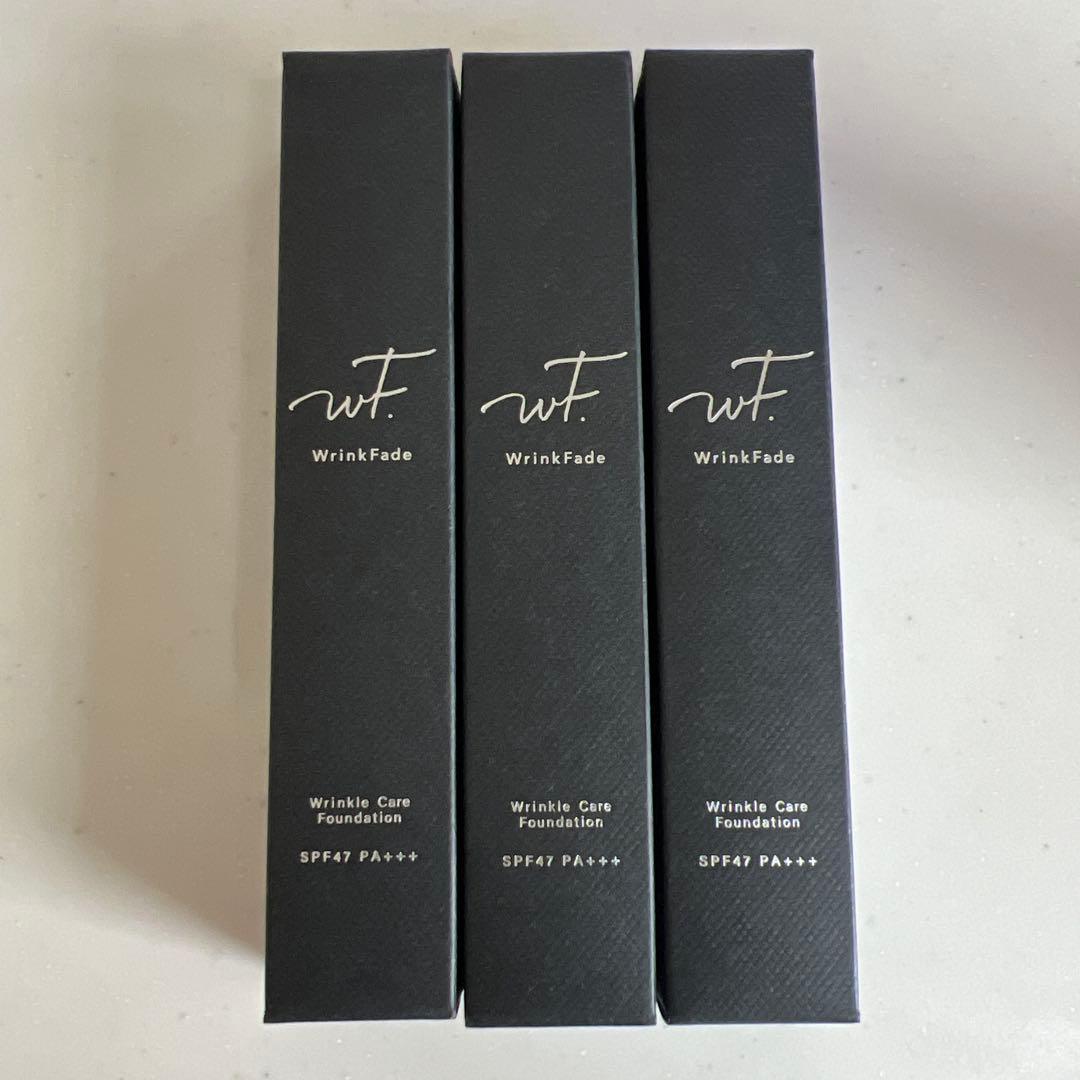 WF.
WrinkFade
Wrinkle Care
Foundation
SPF47 PA+++
WF.
WrinkFade
Wrinkle Care
Foundation
SPF47 PA+++
WF.
WrinkFade
Wrinkle Care
Foundation
SPF47 PA+++